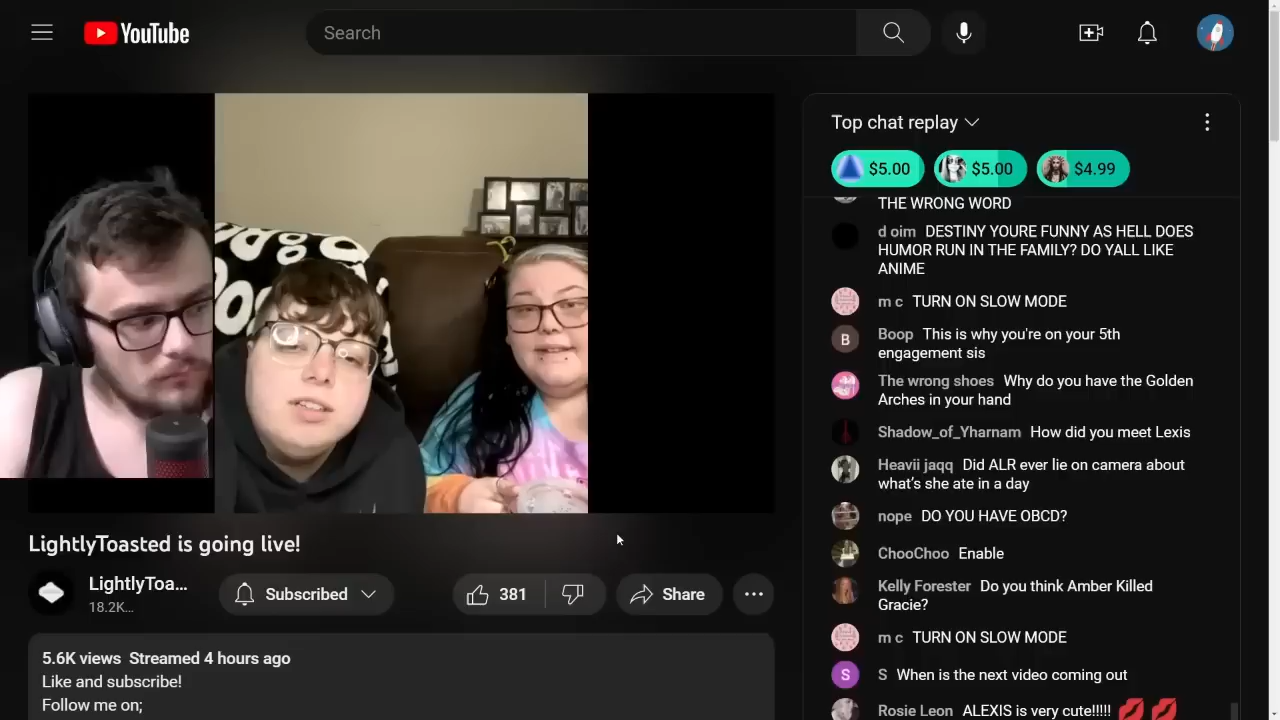 YouTube
Search
Top chat replay
$5.00 $5.00 $4.99
THE WRONG WORD
d oim DESTINY YOURE FUNNY AS HELL DOES
HUMOR RUN IN THE FAMILY? DO YALL LIKE
ANIME
m c TURN ON SLOW MODE
B Boop This is why you're on your 5th
engagement sis
The wrong shoes Why do you have the Golden
Arches in your hand
Shadow_of_Yharnam How did you meet Lexis
Heavii jaqq Did ALR ever lie on camera about
what's she ate in a day
nope DO YOU HAVE OBCD?
ChooChoo Enable
Kelly Forester Do you think Amber Killed
Gracie?
m c TURN ON SLOW MODE
S S When is the next video coming out
Rosie Leon ALEXIS is very cute!!!!!
LightlyToasted is going live!
LightlyToa...
18.2K...
Subscribed
381
Share
5.6K views Streamed 4 hours ago
Like and subscribe!
Follow me on;